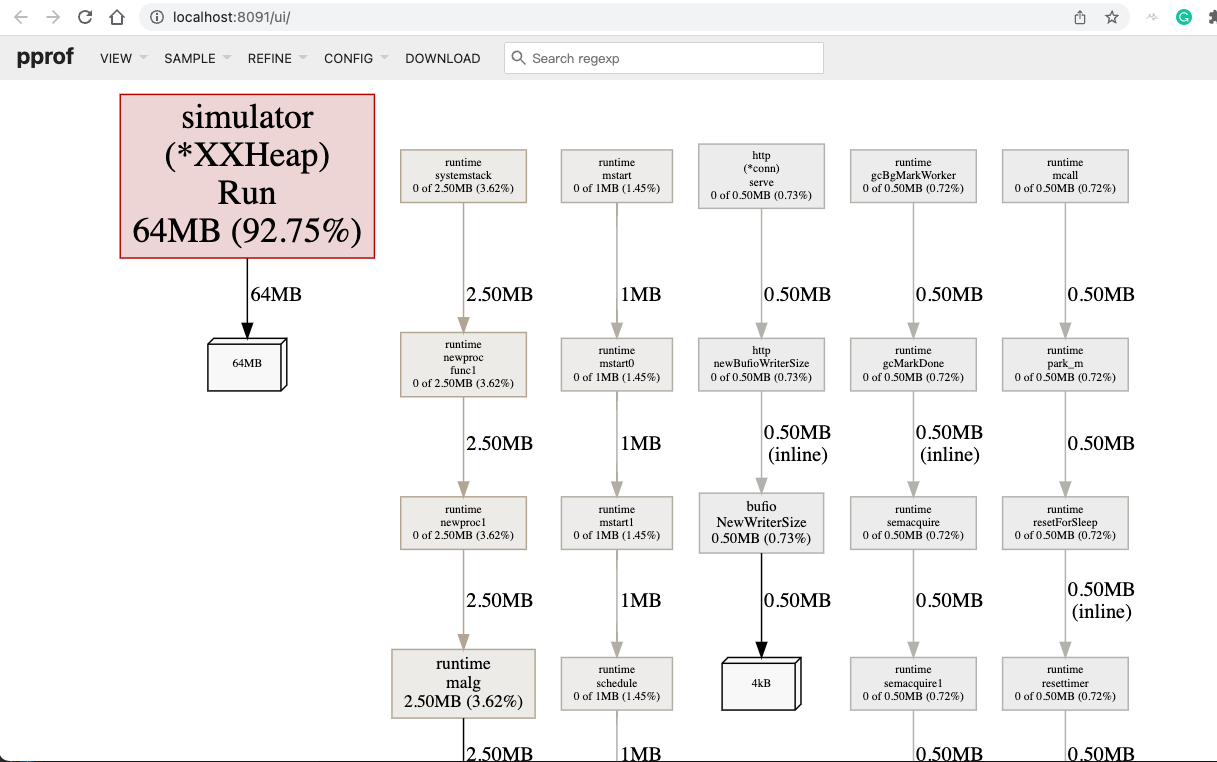 localhost:8091/ui/
pprof
VIEW
SAMPLE
REFINE
CONFIG
DOWNLOAD
Search regexp
simulator
(*XXHeap)
Run
64MB (92.75%)
64MB
64MB
runtime
systemstack
0 of 2.50MB (3.62%)
2.50MB
runtime
newproc
func1
0 of 2.50MB (3.62%)
2.50MB
runtime
newproc1
0 of 2.50MB (3.62%)
2.50MB
runtime
malg
2.50MB (3.62%)
2.50MB
runtime
mstart
0 of 1MB (1.45%)
1MB
runtime
mstart0
0 of 1MB (1.45%)
1MB
runtime
mstart1
0 of 1MB (1.45%)
1MB
runtime
schedule
0 of 1MB (1.45%)
1MB
http
(*conn)
serve
0 of 0.50MB (0.73%)
0.50MB
http
newBufioWriterSize
0 of 0.50MB (0.73%)
0.50MB
(inline)
bufio
NewWriterSize
0.50MB (0.73%)
0.50MB
4kB
runtime
gcBgMarkWorker
0 of 0.50MB (0.72%)
0.50MB
runtime
gcMarkDone
0 of 0.50MB (0.72%)
0.50MB
(inline)
runtime
semacquire
0 of 0.50MB (0.72%)
0.50MB
runtime
semacquire1
0 of 0.50MB (0.72%)
0.50MB
runtime
mcall
0 of 0.50MB (0.72%)
0.50MB
runtime
park_m
0 of 0.50MB (0.72%)
0.50MB
runtime
resetForSleep
0 of 0.50MB (0.72%)
0.50MB
(inline)
runtime
resettimer
0 of 0.50MB (0.72%)
0.50MB